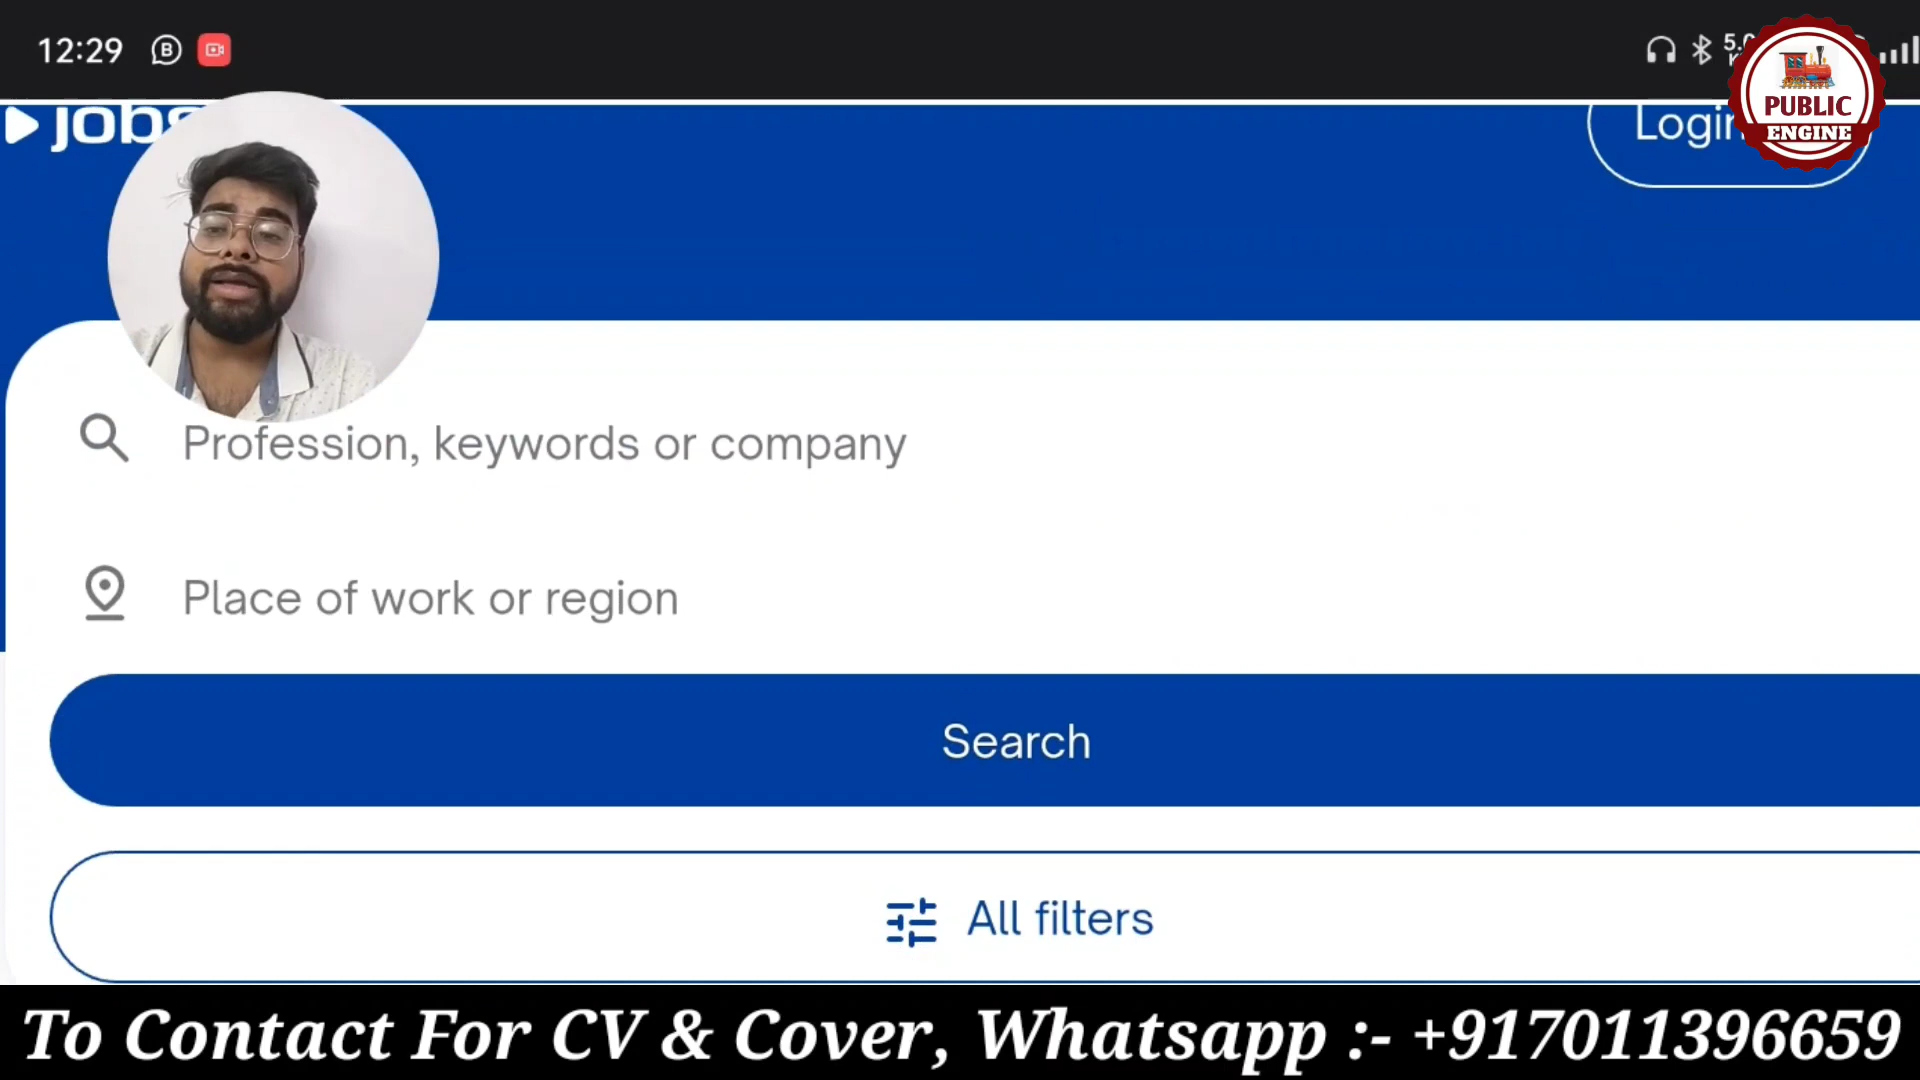 12:29
jobs
Login
PUBLIC
ENGINE
Profession, keywords or company
Place of work or region
Search
All filters
To Contact For CV & Cover, Whatsapp :- +917011396659